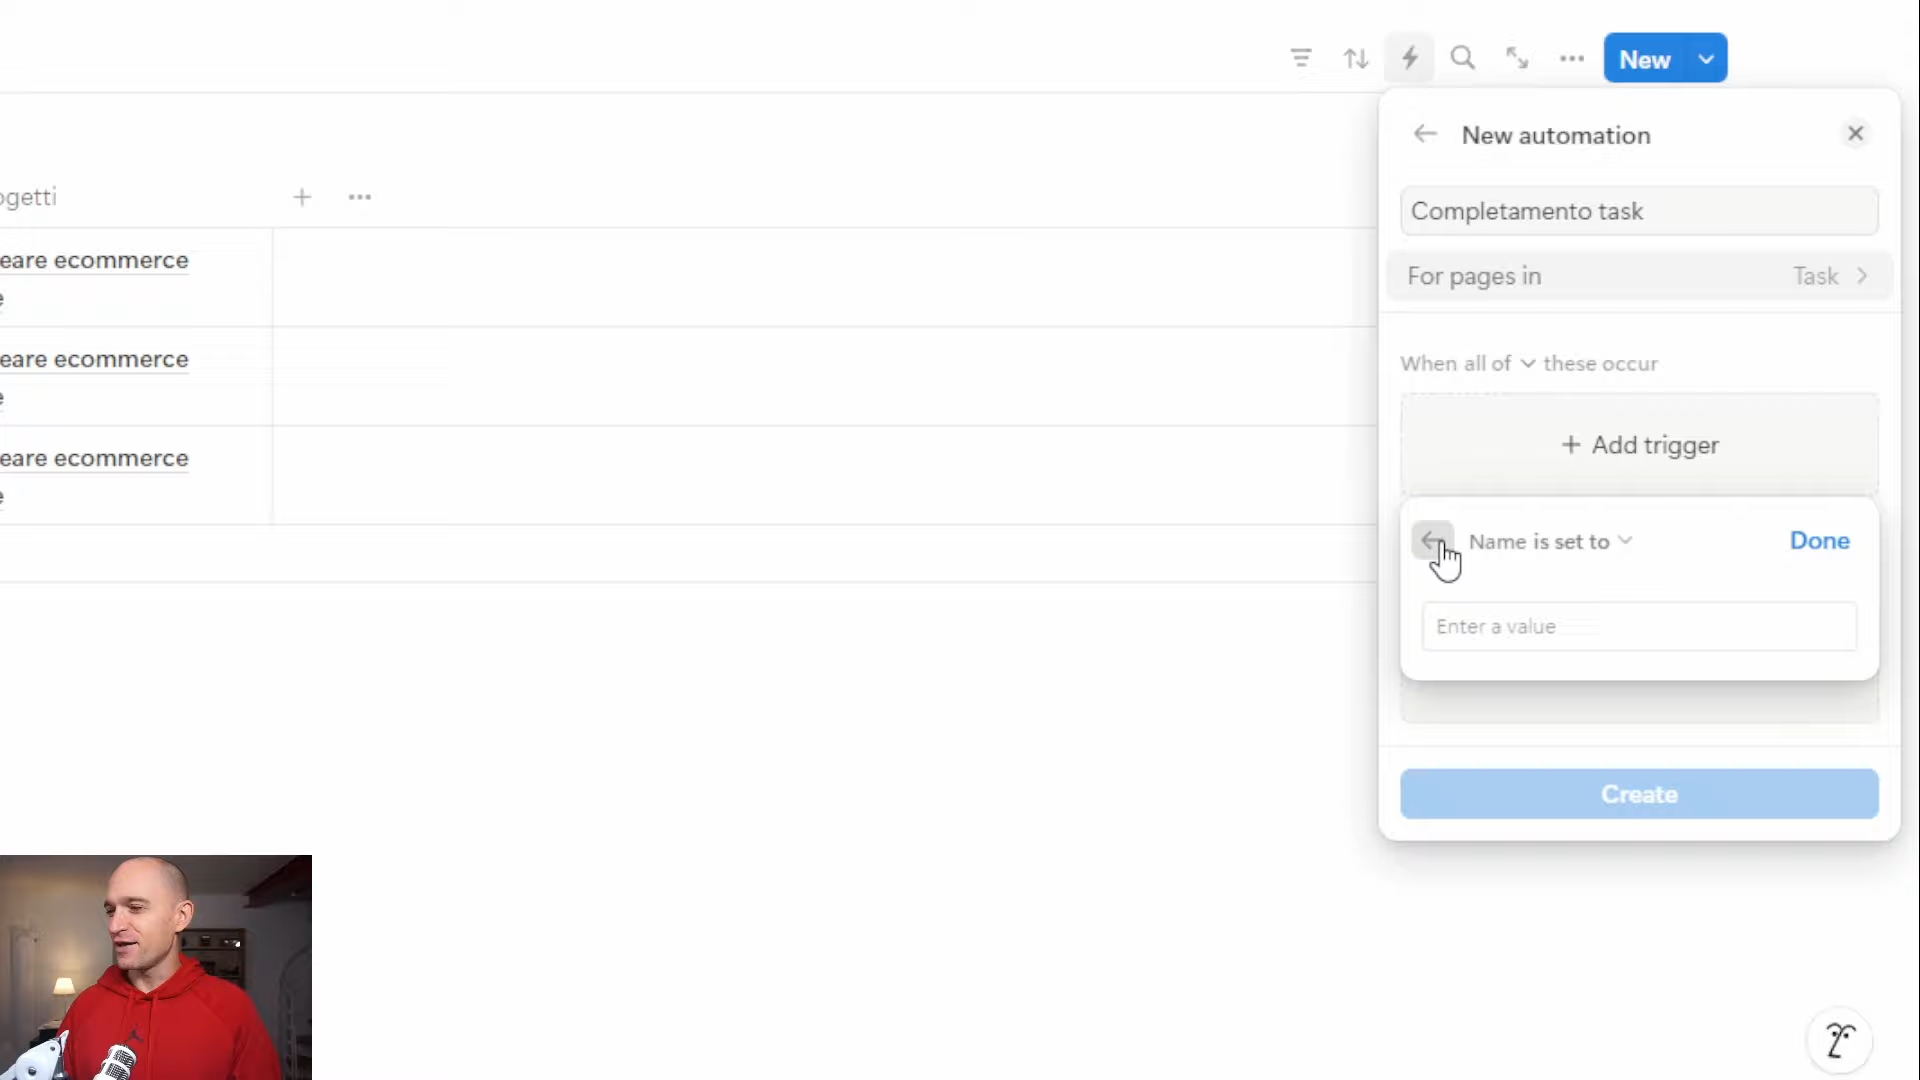 New
New automation
Completamento task
ogetti
For pages in Task
eare ecommerce
e
When all of these occur
eare ecommerce
e
+ Add trigger
eare ecommerce
e
Name is set to Done
Enter a value
Create